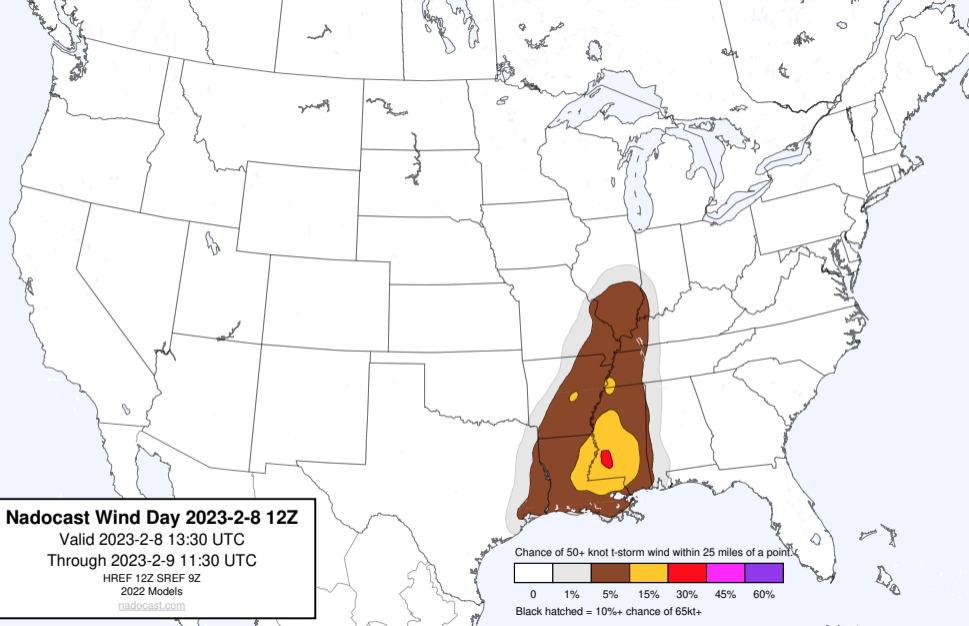 Nadocast Wind Day 2023-2-8 12Z
Valid 2023-2-8 13:30 UTC
Through 2023-2-9 11:30 UTC
HREF 12Z SREF 9Z
2022 Models
nadocast.com
Chance of 50+ knot t-storm wind within 25 miles of a point.
0 1% 5% 15% 30% 45% 60%
Black hatched = 10%+ chance of 65kt+